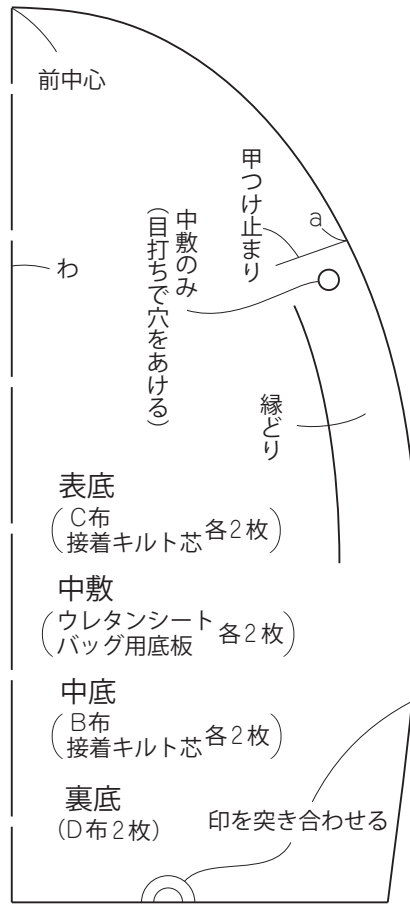 前中心
甲つけ止まり
a
中敷のみ
(目打ちで穴をあける)
わ
縁どり
表底
(C布
接着キルト芯 各2枚)
中敷
(ウレタンシート
バッグ用底板 各2枚)
中底
(B布
接着キルト芯 各2枚)
裏底
(D布2枚)
印を突き合わせる